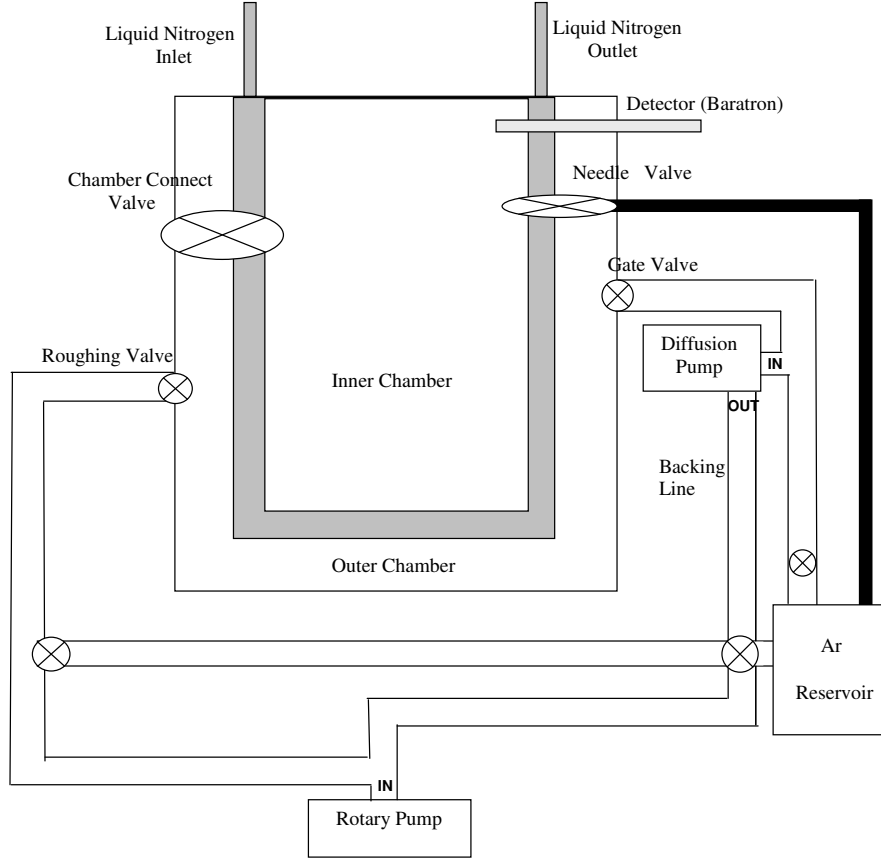 Liquid Nitrogen
Inlet
Liquid Nitrogen
Outlet
Detector (Baratron)
Chamber Connect
Valve
Needle Valve
Gate Valve
Roughing Valve
Diffusion
Pump
IN
Inner Chamber
OUT
Backing
Line
Outer Chamber
Ar
Reservoir
IN
Rotary Pump